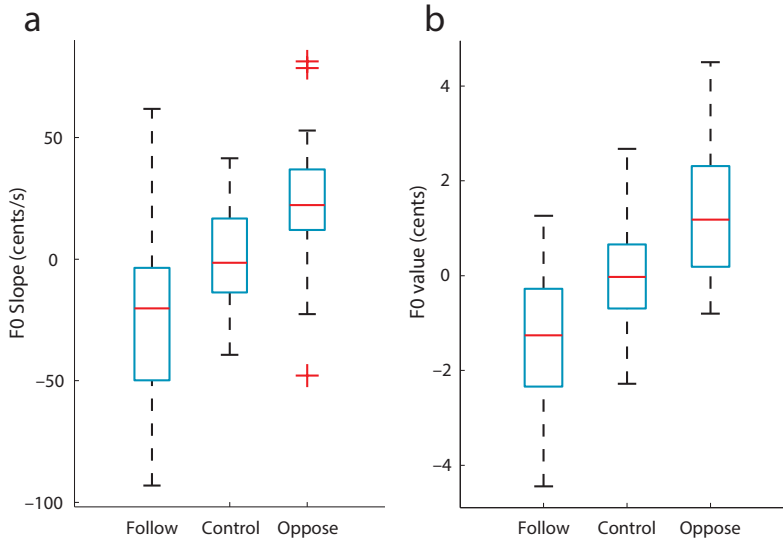 a
F0 Slope (cents/s)
50
0
−50
−100
Follow Control Oppose
b
F0 value (cents)
4
2
0
−2
−4
Follow Control Oppose